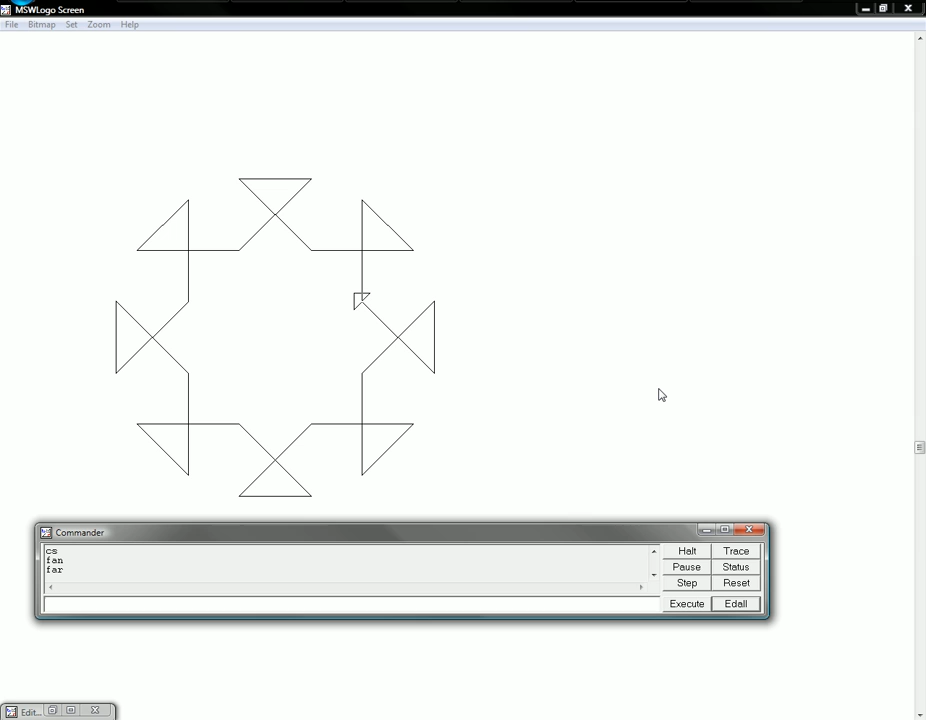 MSWLogo Screen
File Bitmap Set Zoom Help
Commander
cs
fan
far
Halt Trace
Pause Status
Step Reset
Execute Edall
Edit...